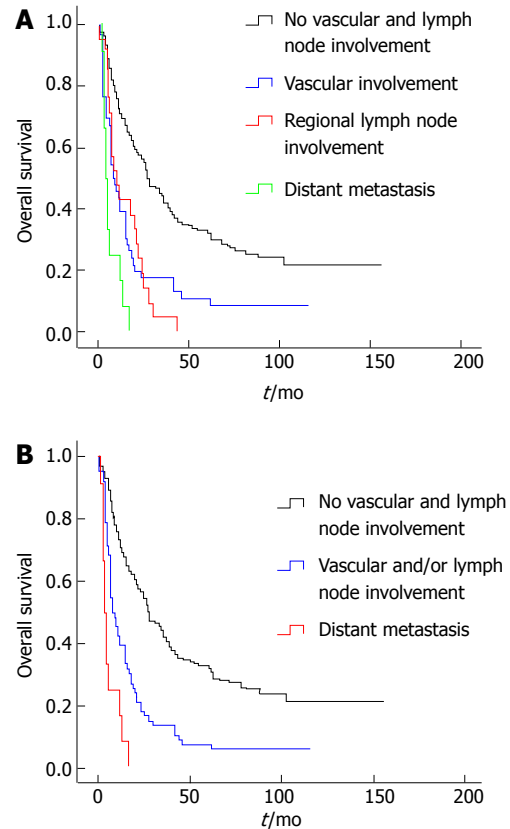 A
1.0
0.8
0.6
0.4
0.2
0.0
Overall survival
0
50
100
150
200
t/mo
No vascular and lymph
node involvement
Vascular involvement
Regional lymph node
involvement
Distant metastasis
B
1.0
0.8
0.6
0.4
0.2
0.0
Overall survival
0
50
100
150
200
t/mo
No vascular and lymph
node involvement
Vascular and/or lymph
node involvement
Distant metastasis